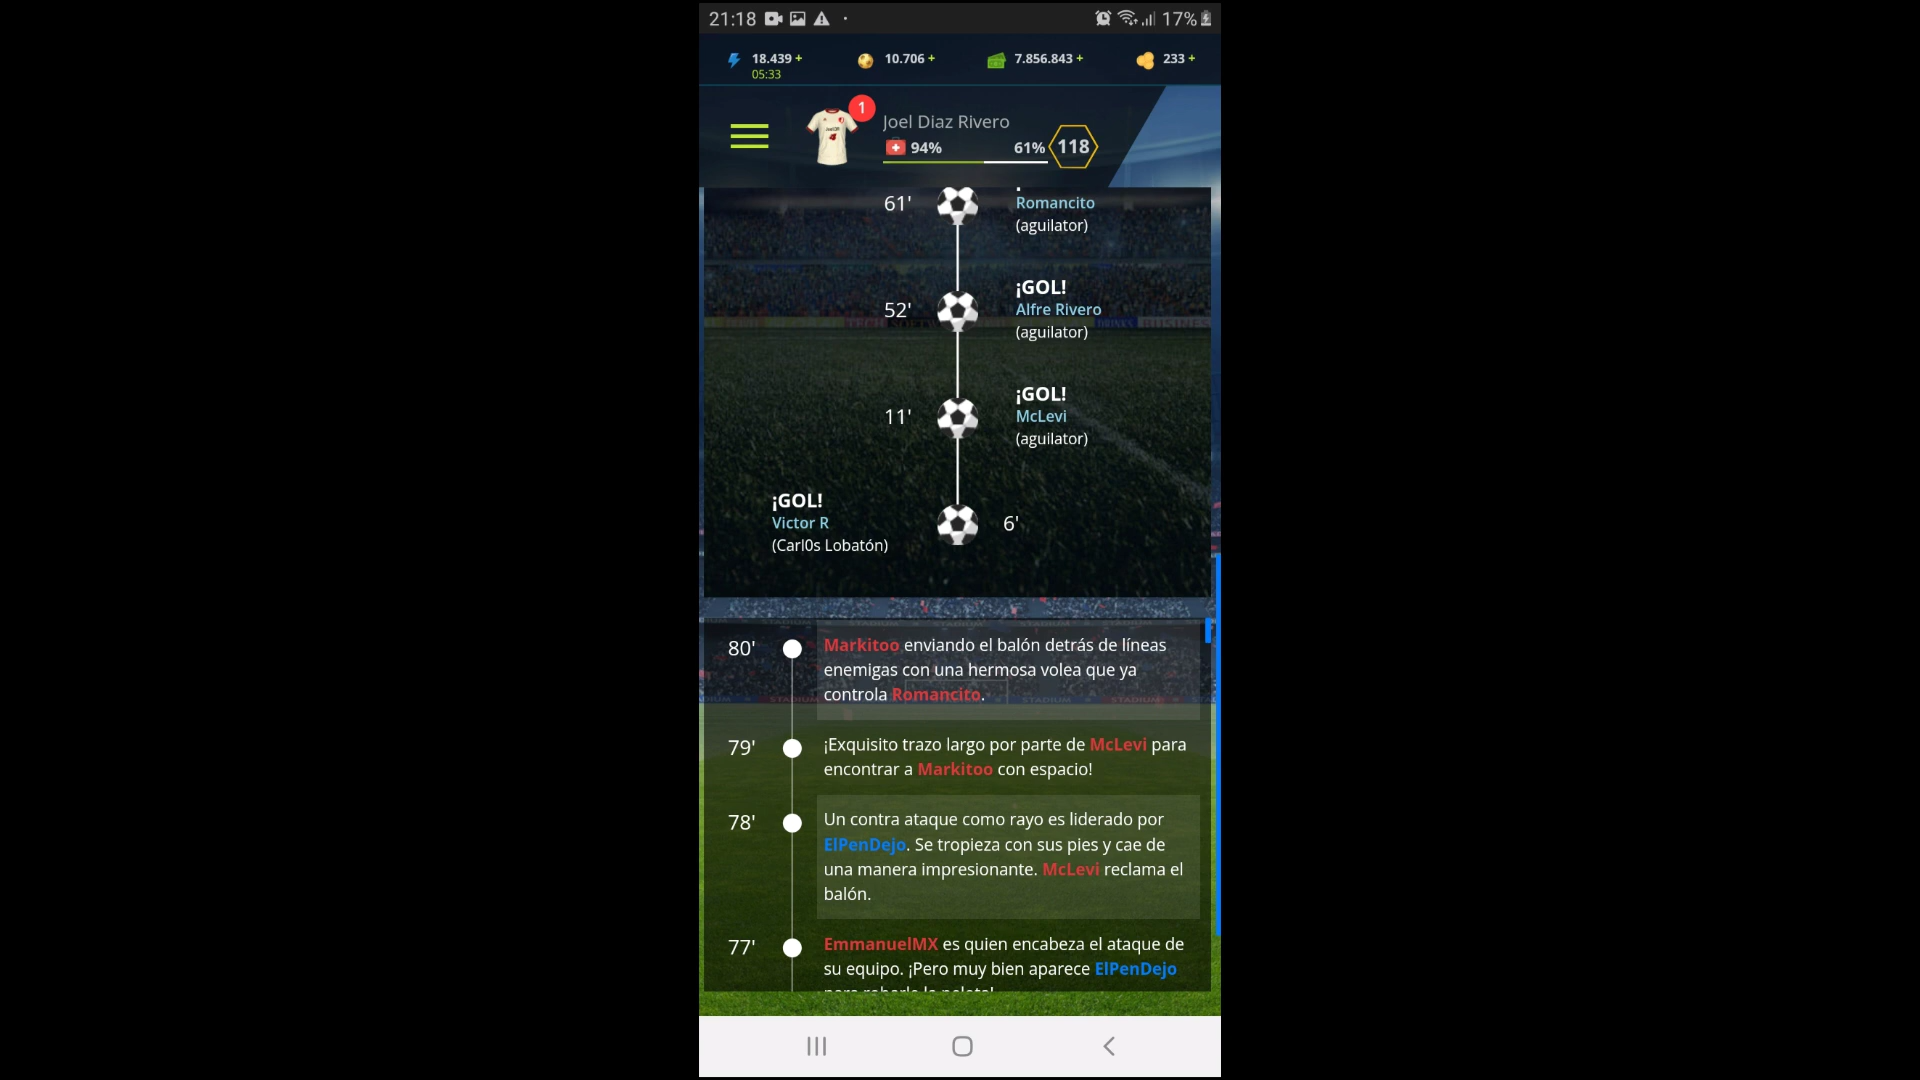 21:18 17%
18.439 + 10.706 + 7.856.843 + 233 +
05:33
1
Joel Diaz Rivero
94% 61% 118
61' Romancito
(aguilator)
¡GOL!
52' Alfre Rivero
(aguilator)
¡GOL!
11' McLevi
(aguilator)
¡GOL!
Victor R 6'
(Carl0s Lobatón)
80' Markitoo enviando el balón detrás de líneas
enemigas con una hermosa volea que ya
controla Romancito.
79' ¡Exquisito trazo largo por parte de McLevi para
encontrar a Markitoo con espacio!
78' Un contra ataque como rayo es liderado por
ElPenDejo. Se tropieza con sus pies y cae de
una manera impresionante. McLevi reclama el
balón.
77' EmmanuelMX es quien encabeza el ataque de
su equipo. ¡Pero muy bien aparece ElPenDejo